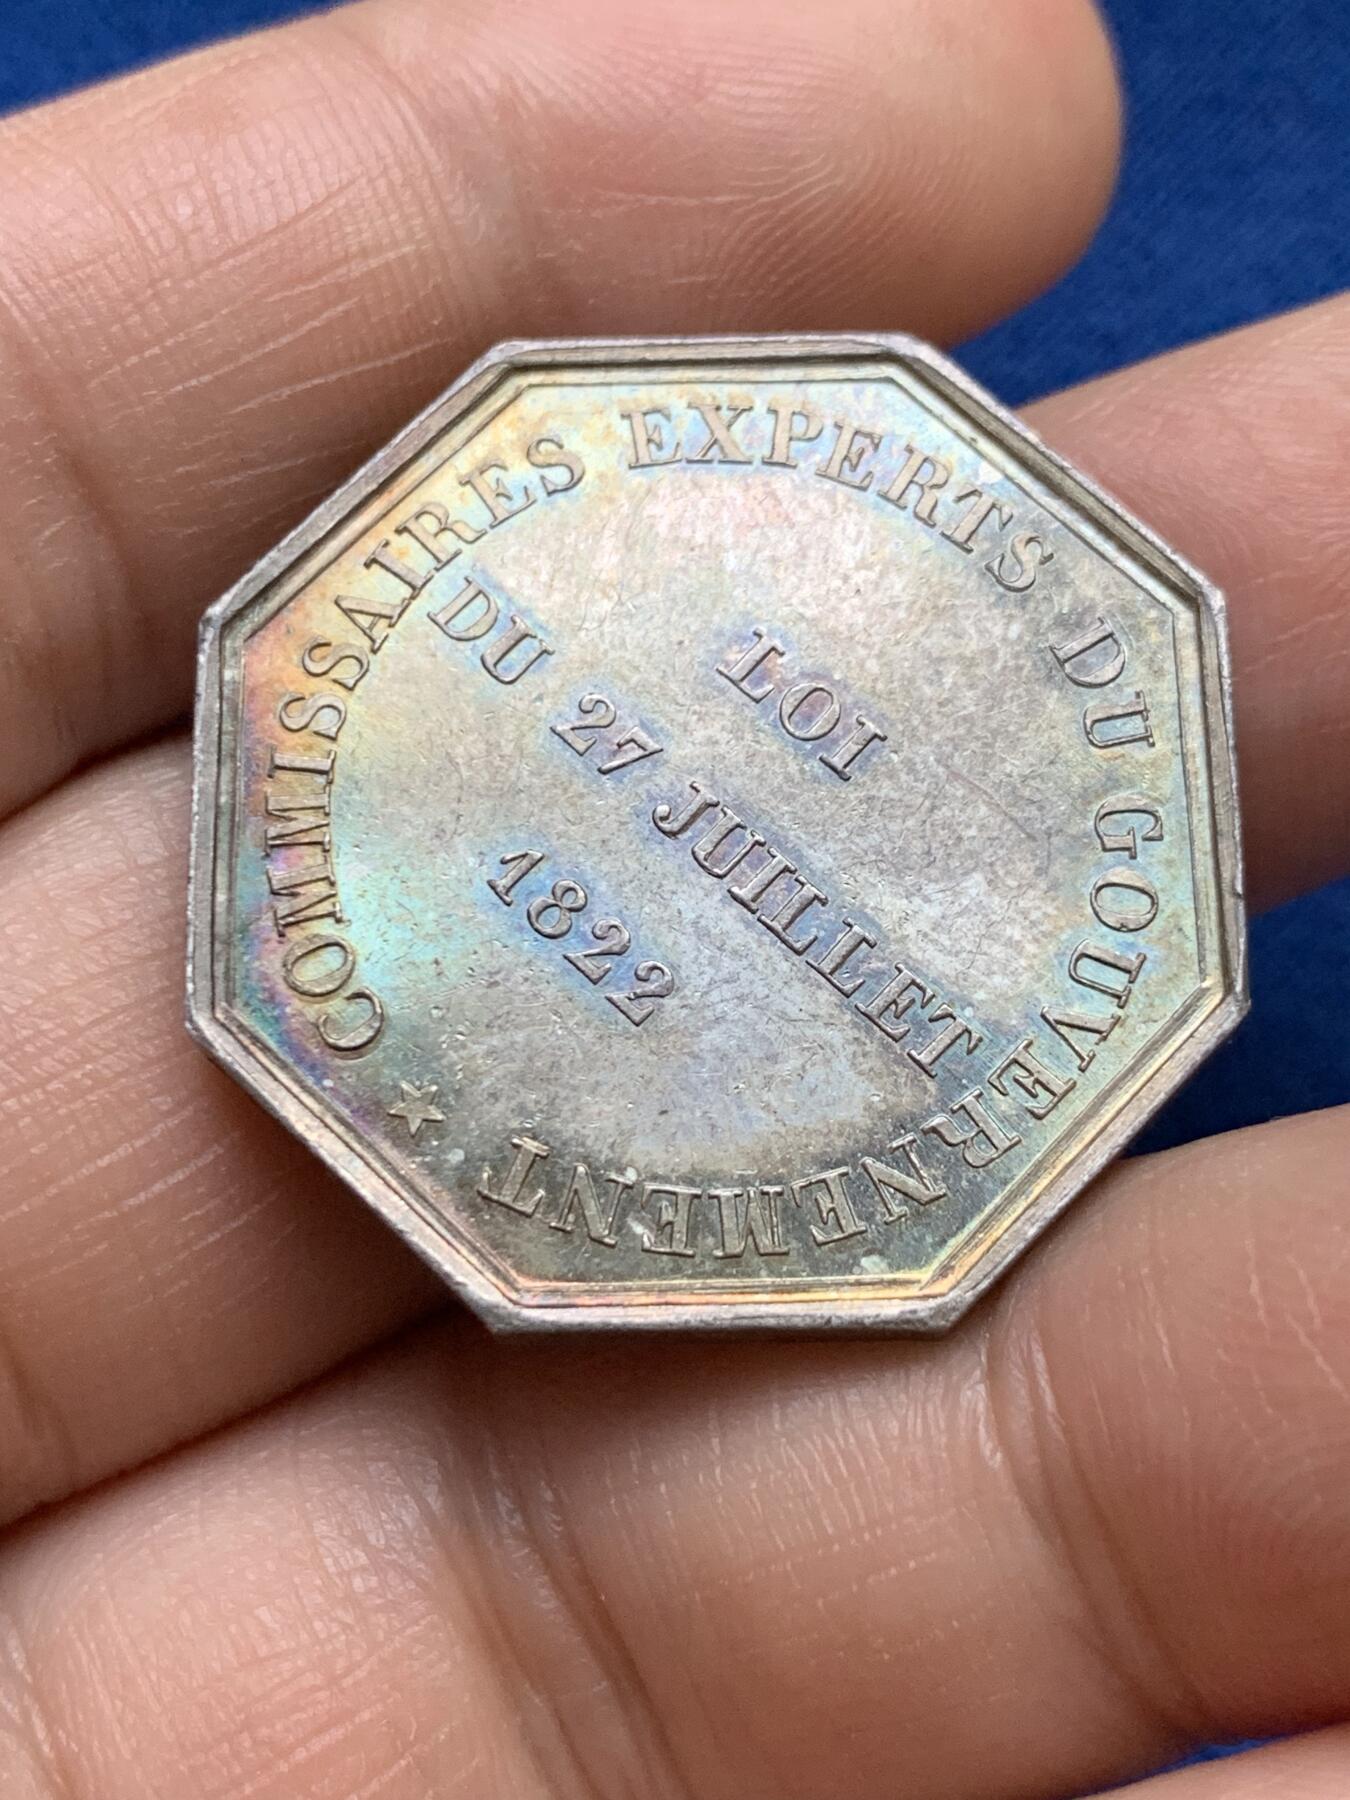 COMMISSAIRES EXPERTS DU GOUVERNEMENT
LOI
DU 27 JUILLET
1822